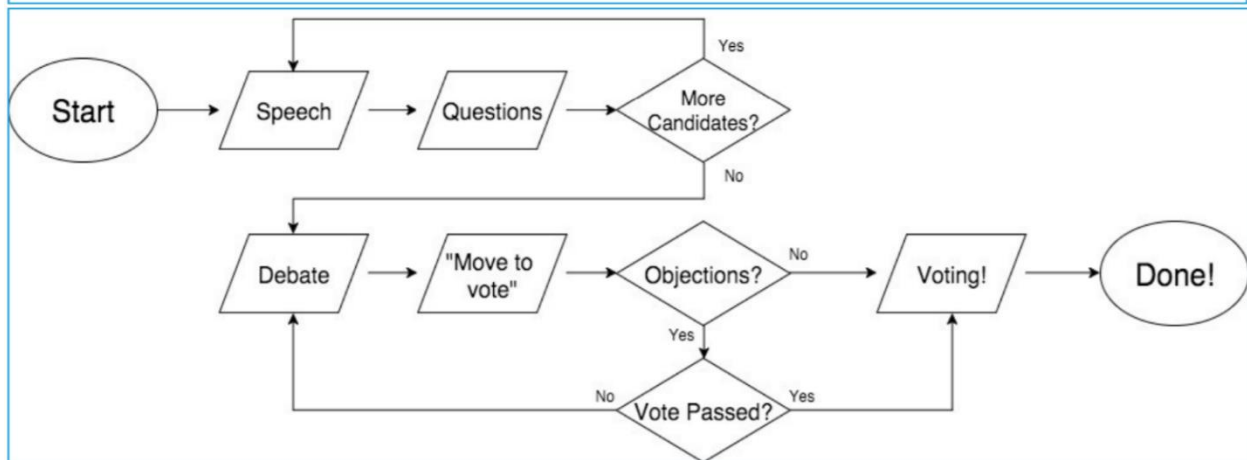 Yes
Start
Speech
Questions
More
Candidates?
No
Debate
"Move to
vote"
Objections?
No
Voting!
Done!
Yes
No
Vote Passed?
Yes